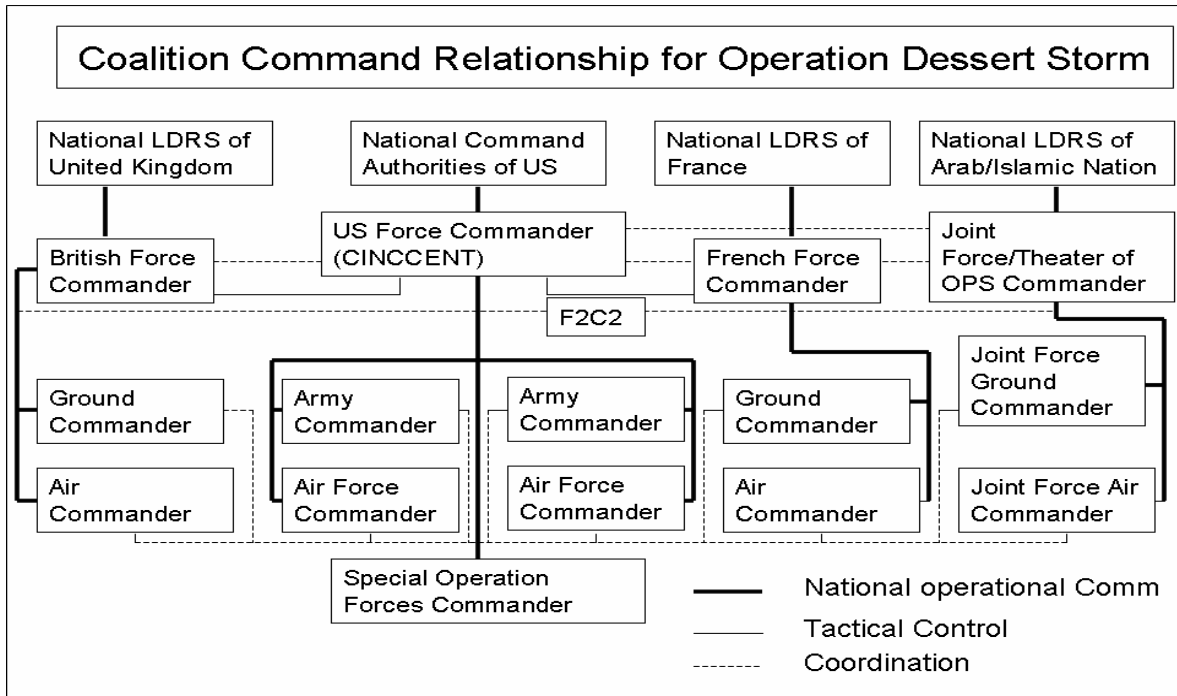 Coalition Command Relationship for Operation Dessert Storm
National LDRS of
United Kingdom
National Command
Authorities of US
National LDRS of
France
National LDRS of
Arab/Islamic Nation
British Force
Commander
US Force Commander
(CINCCENT)
French Force
Commander
Joint
Force/Theater of
OPS Commander
F2C2
Ground
Commander
Army
Commander
Army
Commander
Ground
Commander
Joint Force
Ground
Commander
Air
Commander
Air Force
Commander
Air Force
Commander
Air
Commander
Joint Force Air
Commander
Special Operation
Forces Commander
National operational Comm
Tactical Control
Coordination